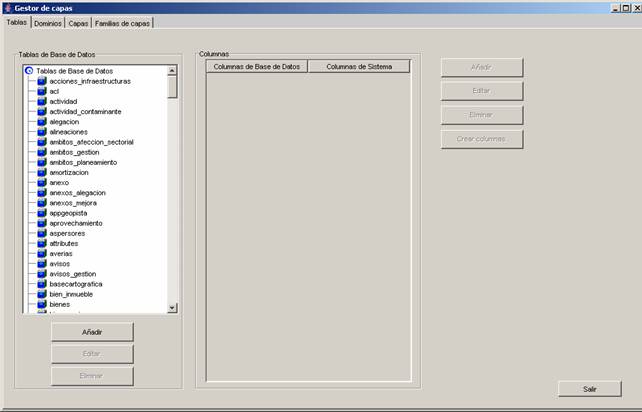 Gestor de capas
Tablas Dominios Capas Familias de capas
Tablas de Base de Datos
Tablas de Base de Datos
acciones_infraestructuras
acl
actividad
actividad_contaminante
alegacion
alineaciones
ambitos_afeccion_sectorial
ambitos_gestion
ambitos_planeamiento
amortizacion
anexo
anexos_alegacion
anexos_mejora
appgeopista
aprovechamiento
aspersores
attributes
averias
avisos
avisos_gestion
basecartografica
bien_inmueble
bienes
Añadir
Editar
Eliminar
Columnas
Columnas de Base de Datos Columnas de Sistema
Añadir
Editar
Eliminar
Crear columnas
Salir